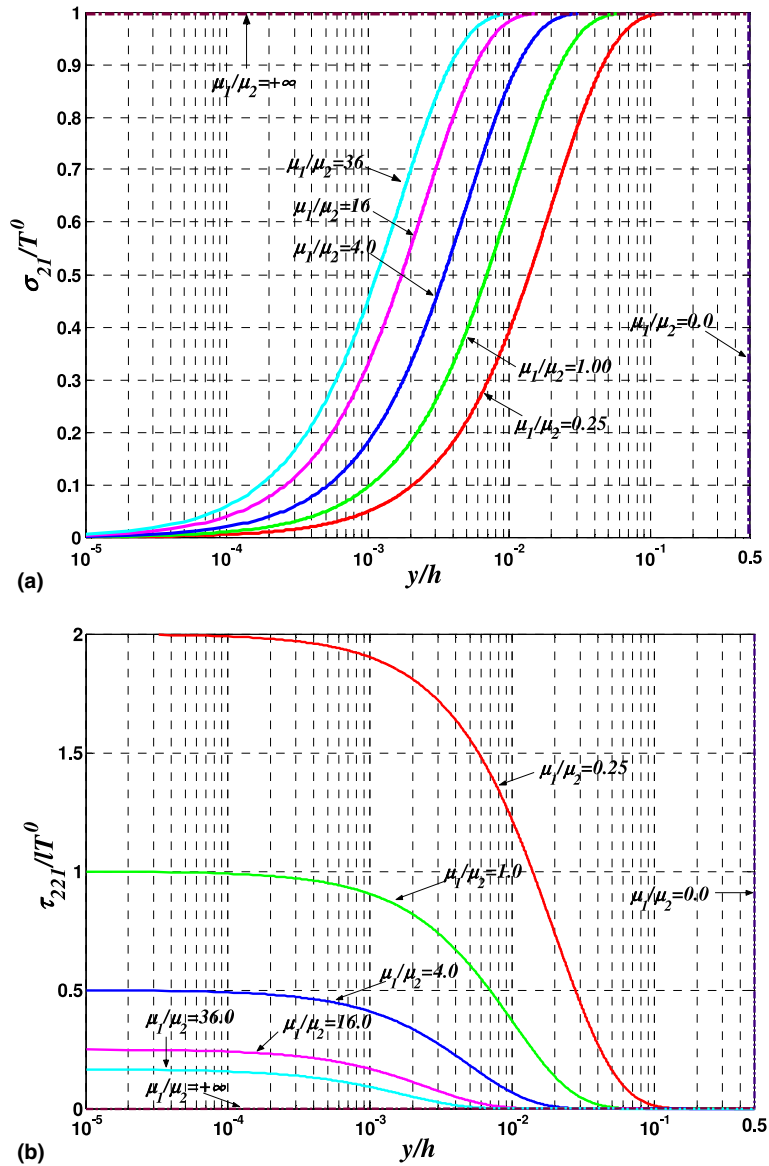 1
0.9
0.8
0.7
0.6
0.5
0.4
0.3
0.2
0.1
0
σ₂₁/T⁰
μ₁/μ₂=+∞
μ₁/μ₂=36
μ₁/μ₂=16
μ₁/μ₂=4.0
μ₁/μ₂=0.0
μ₁/μ₂=1.00
μ₁/μ₂=0.25
10⁻⁵ 10⁻⁴ 10⁻³ 10⁻² 10⁻¹ 0.5
y/h
(a)
2
1.5
1
0.5
0
τ₂₂₁/lT⁰
μ₁/μ₂=0.25
μ₁/μ₂=1.0
μ₁/μ₂=0.0
μ₁/μ₂=4.0
μ₁/μ₂=36.0
μ₁/μ₂=16.0
μ₁/μ₂=+∞
10⁻⁵ 10⁻⁴ 10⁻³ 10⁻² 10⁻¹ 0.5
y/h
(b)